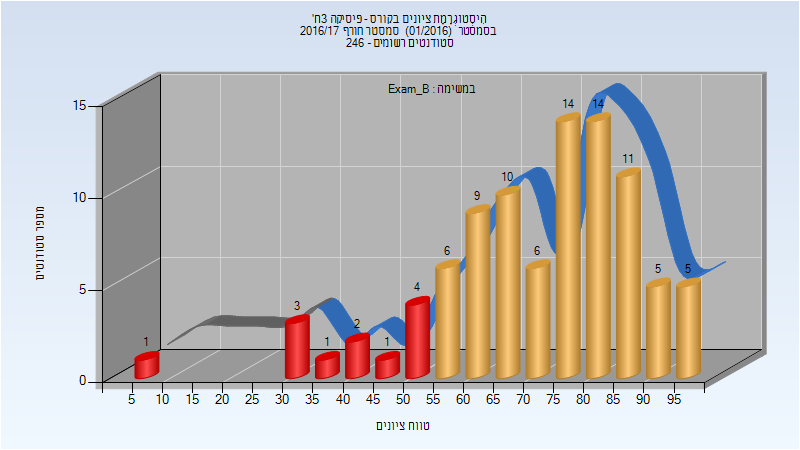 היסטוגרמת ציונים בקורס - פיסיקה 3ח'
בסמסטר (01/2016) סמסטר חורף 2016/17
סטודנטים רשומים - 246
במשימה : Exam_B
מספר סטודנטים
15
10
5
0
1
3
1
2
1
4
6
9
10
6
14
14
11
5
5
5 10 15 20 25 30 35 40 45 50 55 60 65 70 75 80 85 90 95
טווח ציונים